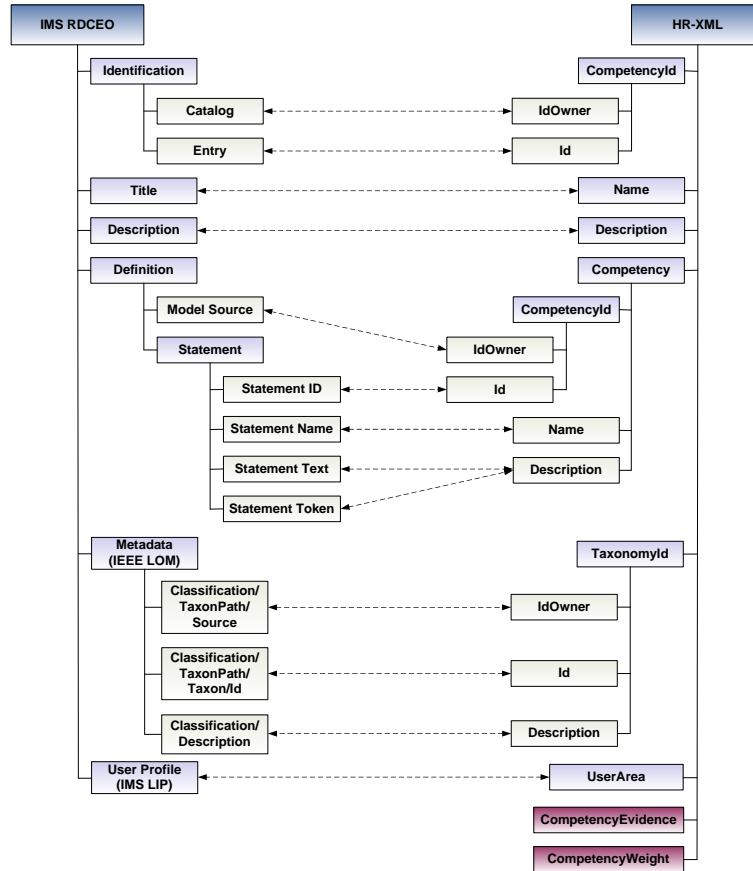 IMS RDCEO
HR-XML
Identification
CompetencyId
Catalog
IdOwner
Entry
Id
Title
Name
Description
Description
Definition
Competency
Model Source
CompetencyId
Statement
IdOwner
Statement ID
Id
Statement Name
Name
Statement Text
Description
Statement Token
Metadata
(IEEE LOM)
TaxonomyId
Classification/
TaxonPath/
Source
IdOwner
Classification/
TaxonPath/
Taxon/Id
Id
Classification/
Description
Description
User Profile
(IMS LIP)
UserArea
CompetencyEvidence
CompetencyWeight